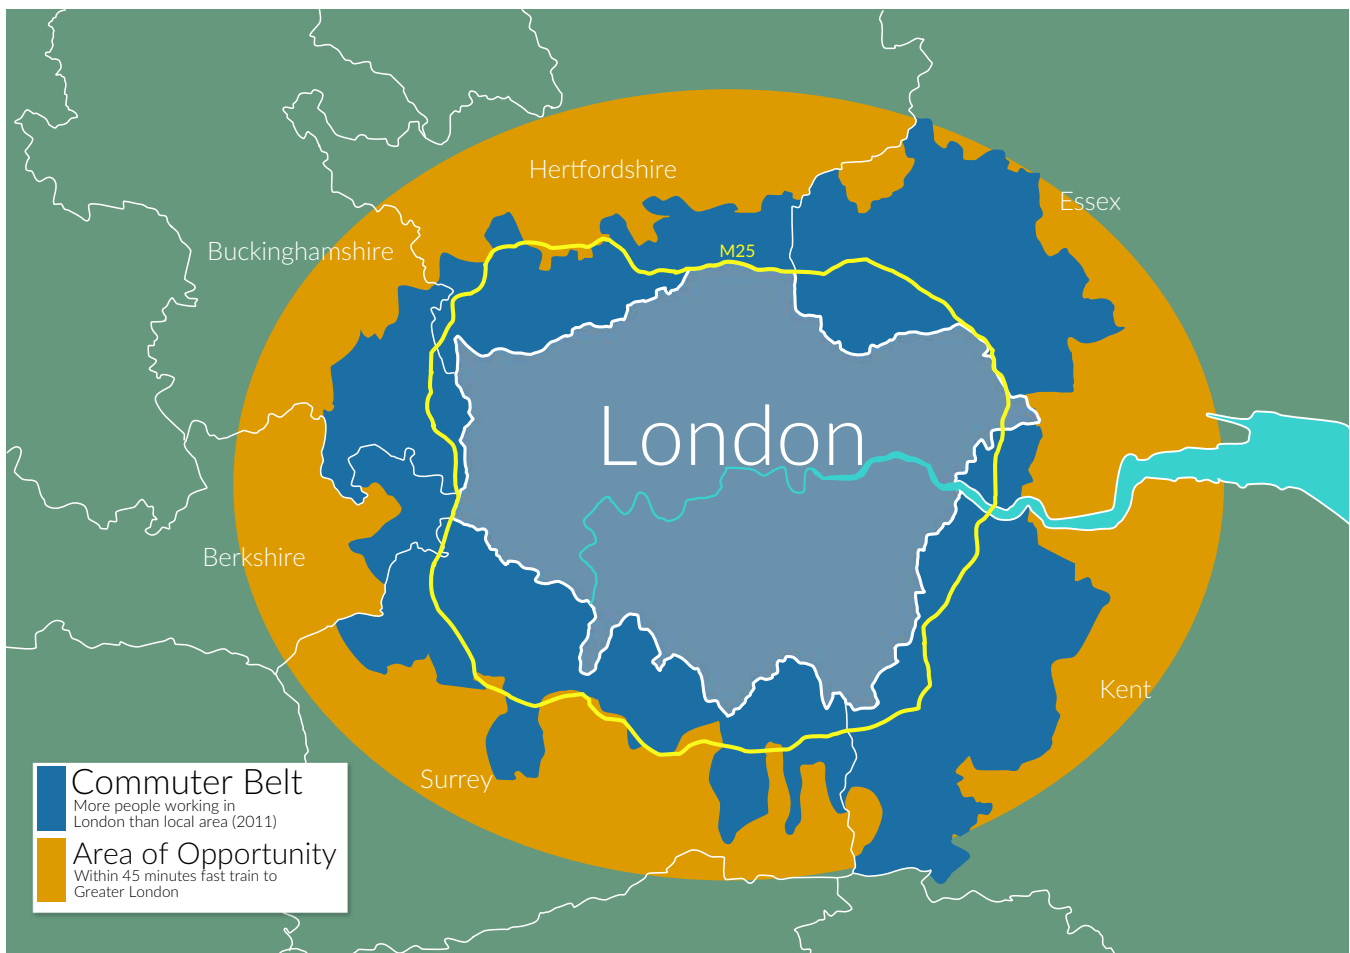 Hertfordshire
Essex
Buckinghamshire
M25
London
Berkshire
Kent
Surrey
Commuter Belt
More people working in
London than local area (2011)
Area of Opportunity
Within 45 minutes fast train to
Greater London